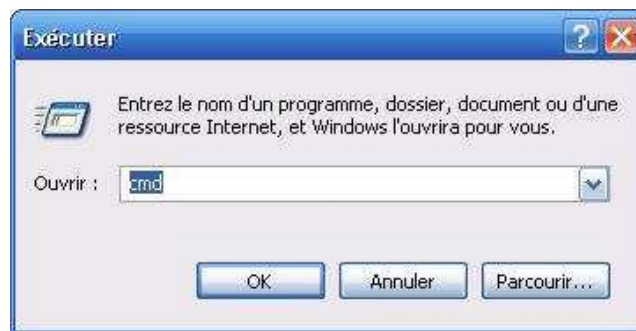 Exécuter
Entrez le nom d'un programme, dossier, document ou d'une
ressource Internet, et Windows l'ouvrira pour vous.
Ouvrir : cmd
OK Annuler Parcourir...